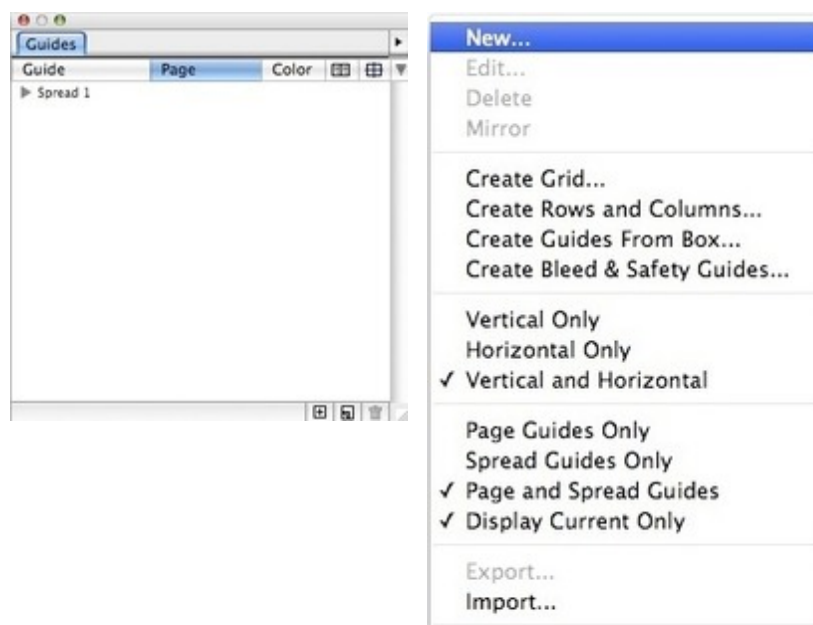 Guides
Guide Page Color
Spread 1
New...
Edit...
Delete
Mirror
Create Grid...
Create Rows and Columns...
Create Guides From Box...
Create Bleed & Safety Guides...
Vertical Only
Horizontal Only
✓ Vertical and Horizontal
Page Guides Only
Spread Guides Only
✓ Page and Spread Guides
✓ Display Current Only
Export...
Import...